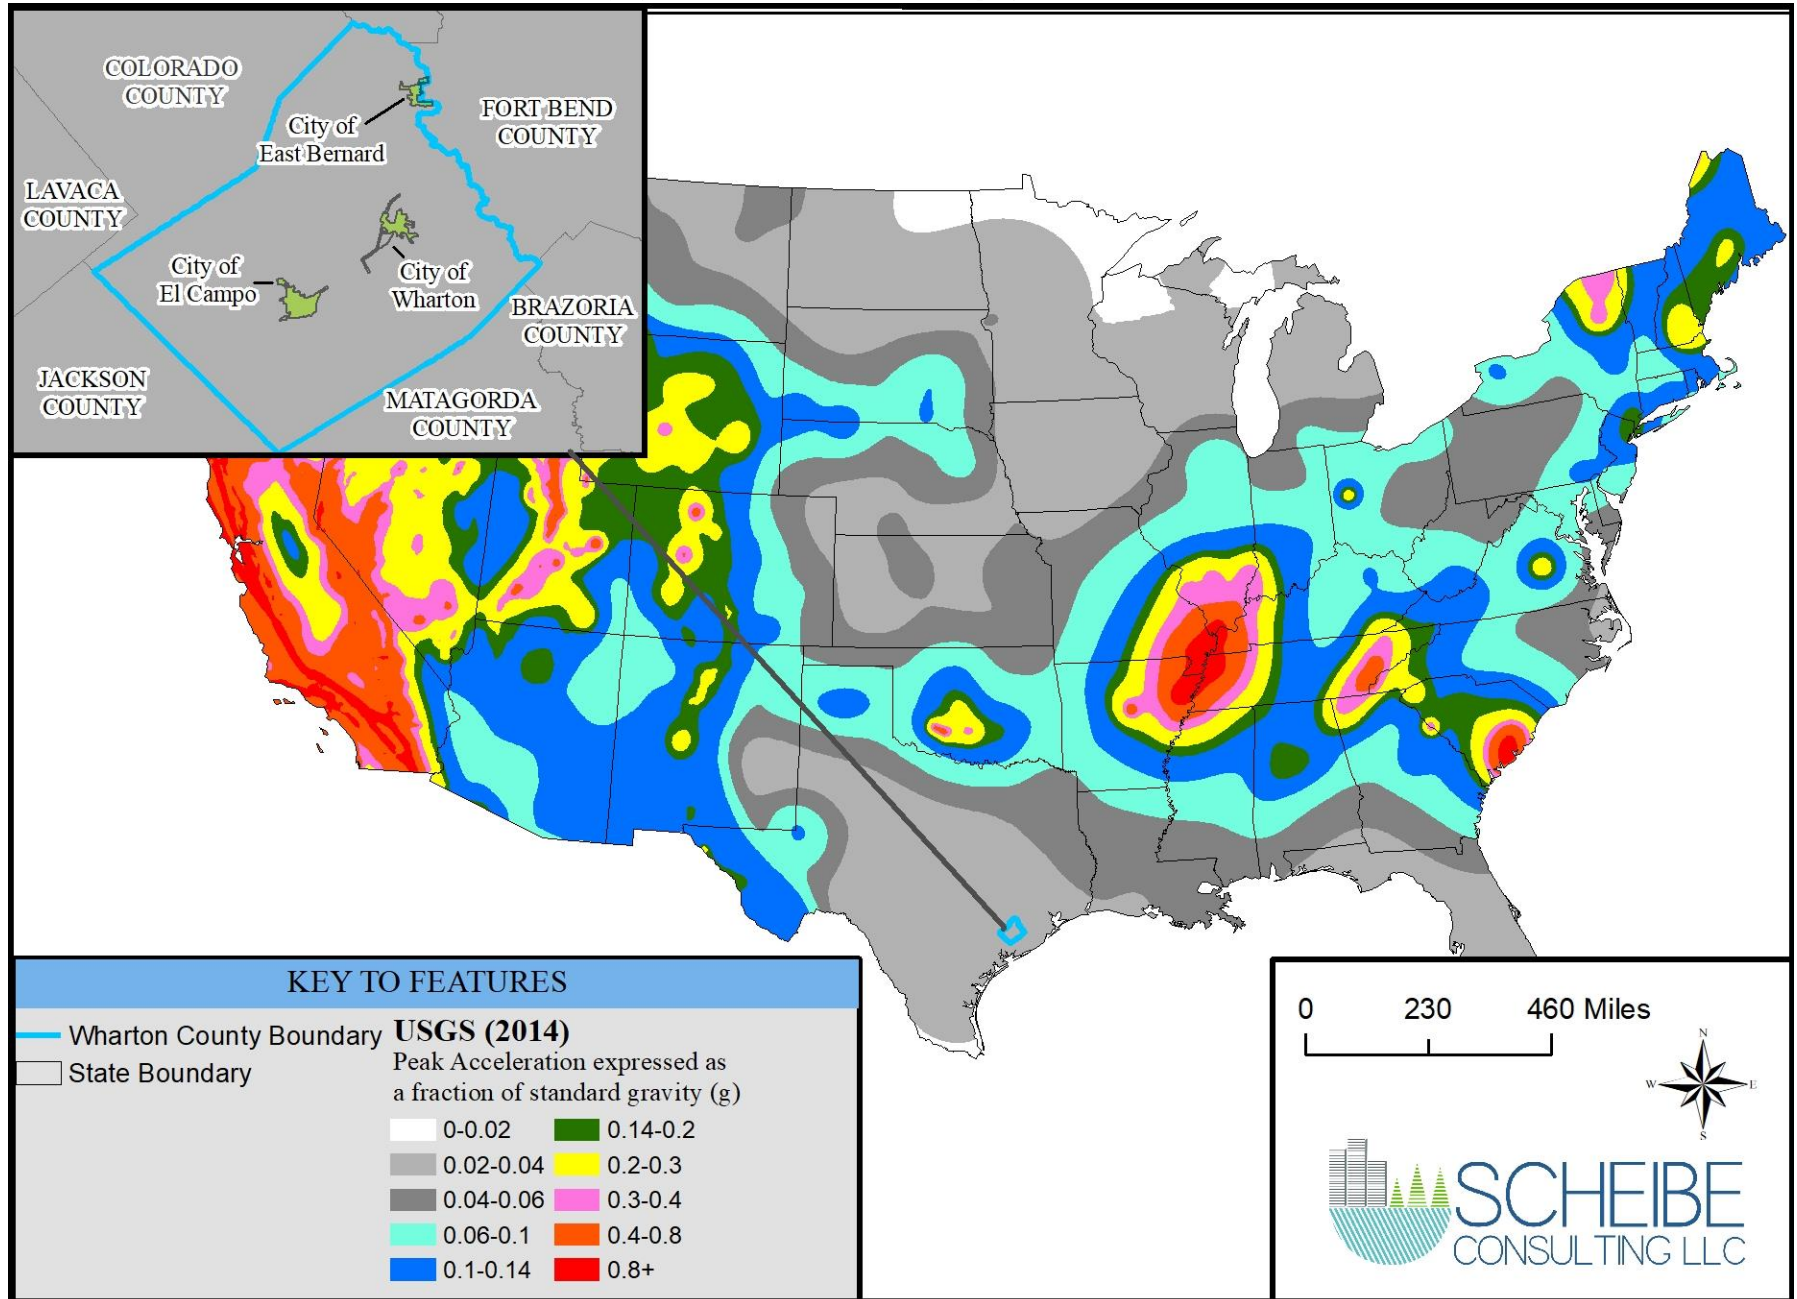 COLORADO
COUNTY
FORT BEND
COUNTY
City of
East Bernard
LAVACA
COUNTY
City of
El Campo
City of
Wharton
BRAZORIA
COUNTY
JACKSON
COUNTY
MATAGORDA
COUNTY
KEY TO FEATURES
Wharton County Boundary
State Boundary
USGS (2014)
Peak Acceleration expressed as
a fraction of standard gravity (g)
0-0.02
0.02-0.04
0.04-0.06
0.06-0.1
0.1-0.14
0.14-0.2
0.2-0.3
0.3-0.4
0.4-0.8
0.8+
0 230 460 Miles
N
W E
S
SCHEIBE
CONSULTING LLC